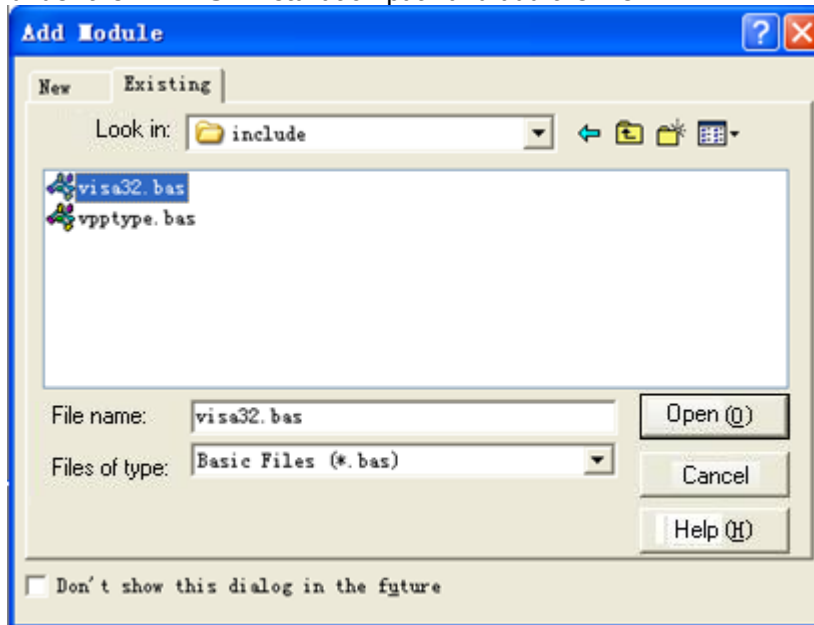 Add Module
New Existing
Look in: include
visa32.bas
vpptype.bas
File name: visa32.bas Open (O)
Files of type: Basic Files (*.bas)
Cancel
Help (H)
Don't show this dialog in the future